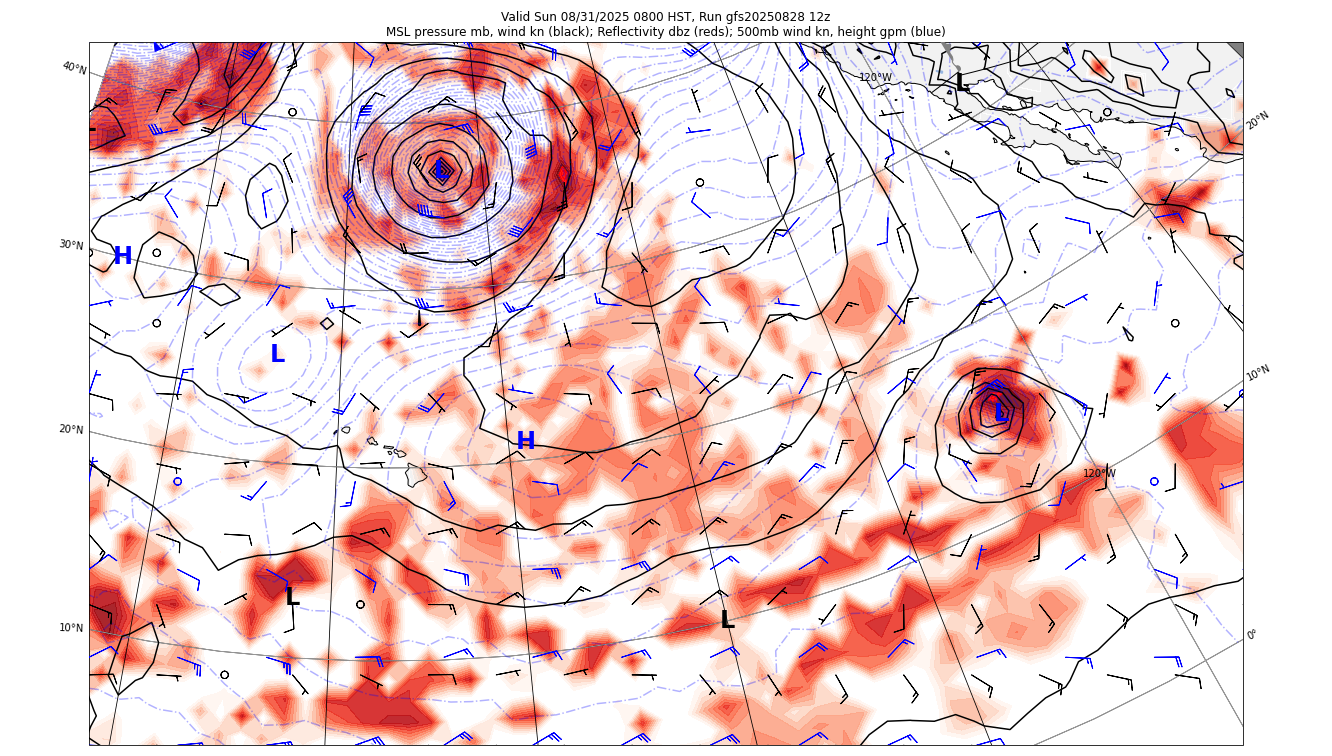 Valid Sun 08/31/2025 0800 HST, Run gfs20250828 12z
MSL pressure mb, wind kn (black); Reflectivity dbz (reds); 500mb wind kn, height gpm (blue)
40°N
120°W
L
20°N
L
30°N
H
L
10°N
L
20°N
H
120°W
L
L
10°N
0°